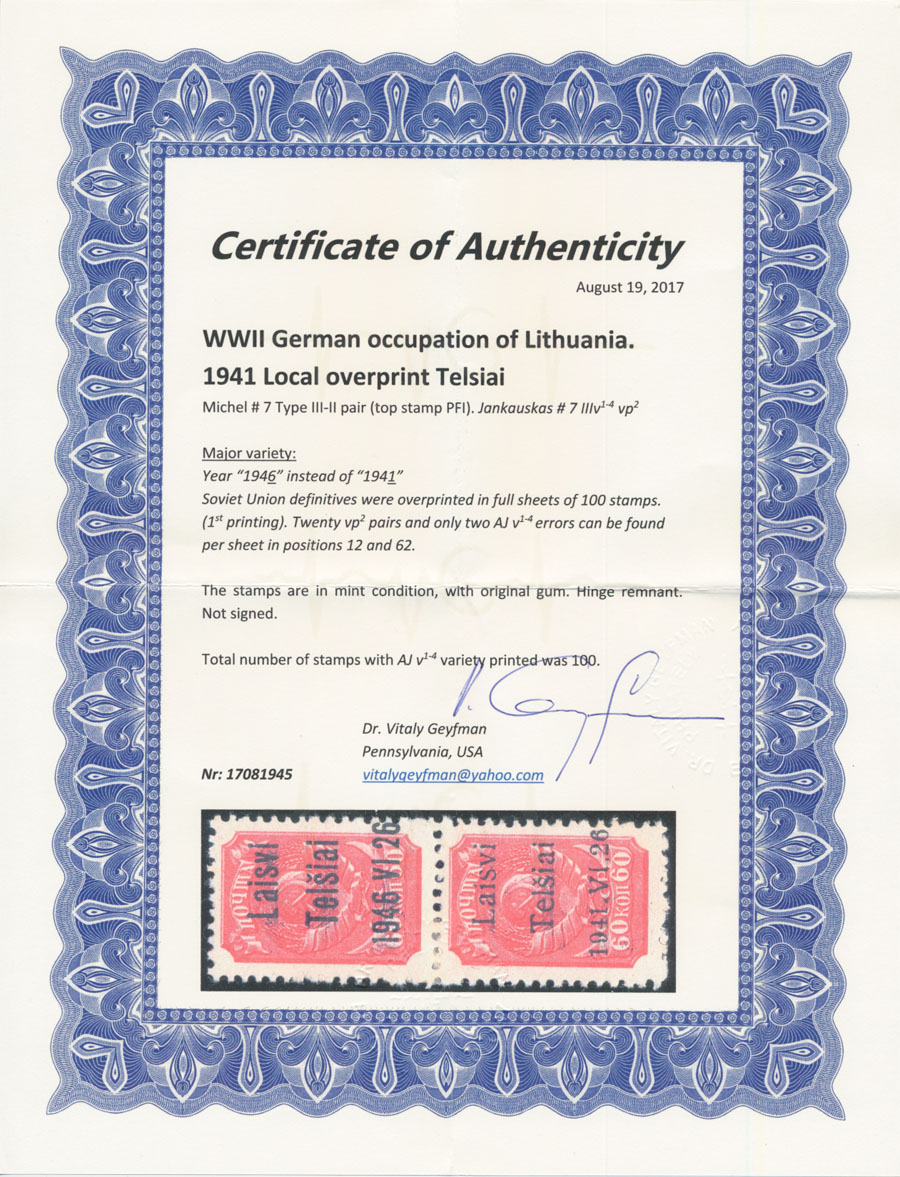 Certificate of Authenticity
August 19, 2017
WWII German occupation of Lithuania.
1941 Local overprint Telsiai
Michel # 7 Type III-II pair (top stamp PFI). Jankauskas # 7 IIIv1-4 vp2
Major variety:
Year “1946” instead of “1941”
Soviet Union definitives were overprinted in full sheets of 100 stamps.
(1st printing). Twenty vp2 pairs and only two AJ v1-4 errors can be found
per sheet in positions 12 and 62.
The stamps are in mint condition, with original gum. Hinge remnant.
Not signed.
Total number of stamps with AJ v1-4 variety printed was 100.
Dr. Vitaly Geyfman
Pennsylvania, USA
Nr: 17081945 vitalygeyfman@yahoo.com
Laisvi
Telšiai
1946 VI.26
ПОЧТА
Laisvi
Telšiai
1941.VI.26
ПОЧТА
60 КОП 60